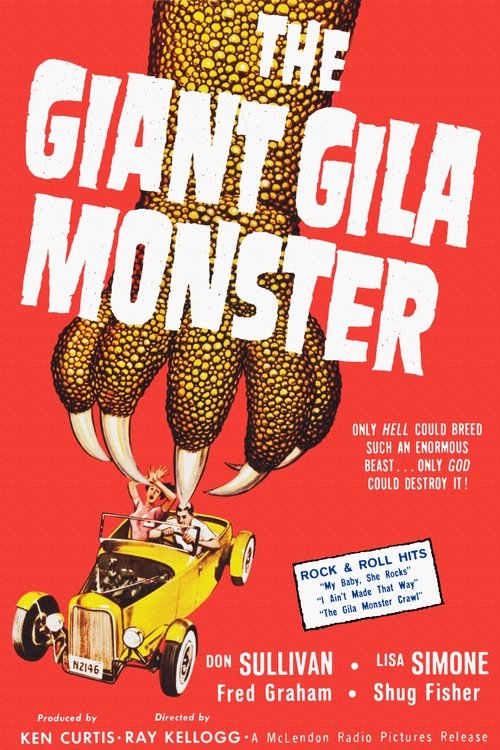 THE
GIANT GILA
MONSTER
ONLY HELL COULD BREED
SUCH AN ENORMOUS
BEAST...ONLY GOD
COULD DESTROY IT!
ROCK & ROLL HITS
"My Baby, She Rocks"
"I Ain't Made That Way"
"The Gila Monster Crawl"
N2146
DON SULLIVAN • LISA SIMONE
Fred Graham • Shug Fisher
Produced by Directed by
KEN CURTIS • RAY KELLOGG • A McLendon Radio Pictures Release